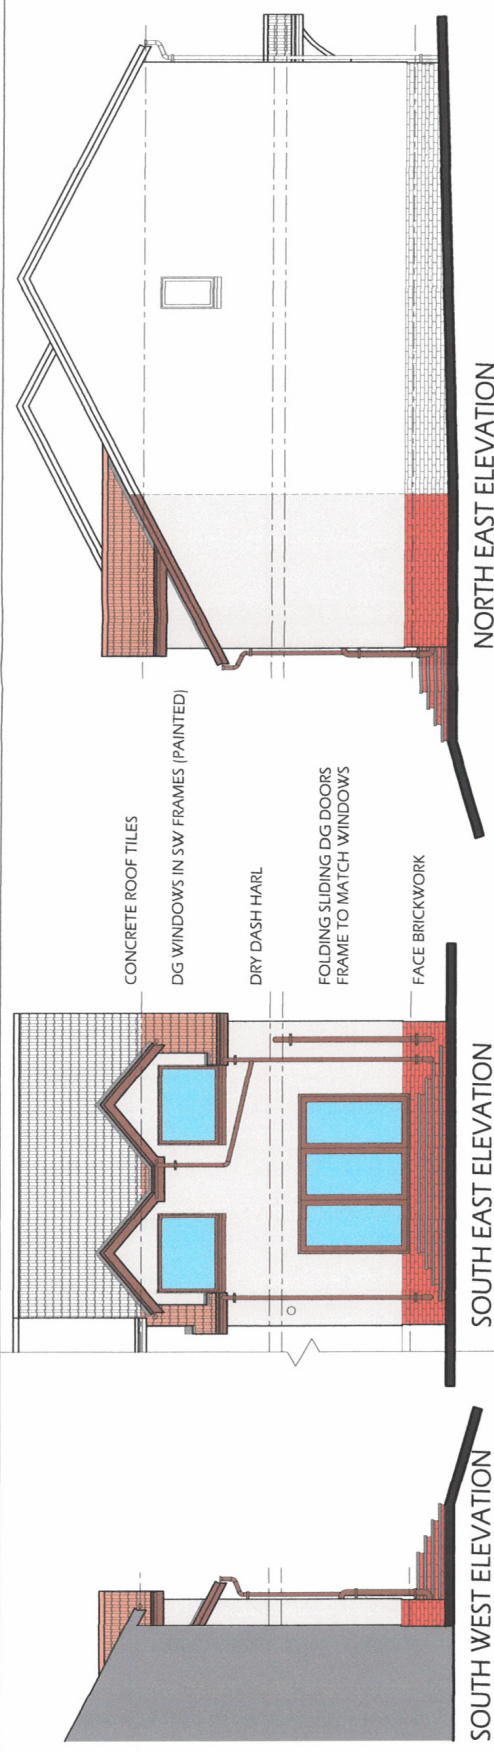 SOUTH WEST ELEVATION
SOUTH EAST ELEVATION
CONCRETE ROOF TILES
DG WINDOWS IN SW FRAMES (PAINTED)
DRY DASH HARL
FOLDING SLIDING DG DOORS
FRAME TO MATCH WINDOWS
FACE BRICKWORK
NORTH EAST ELEVATION